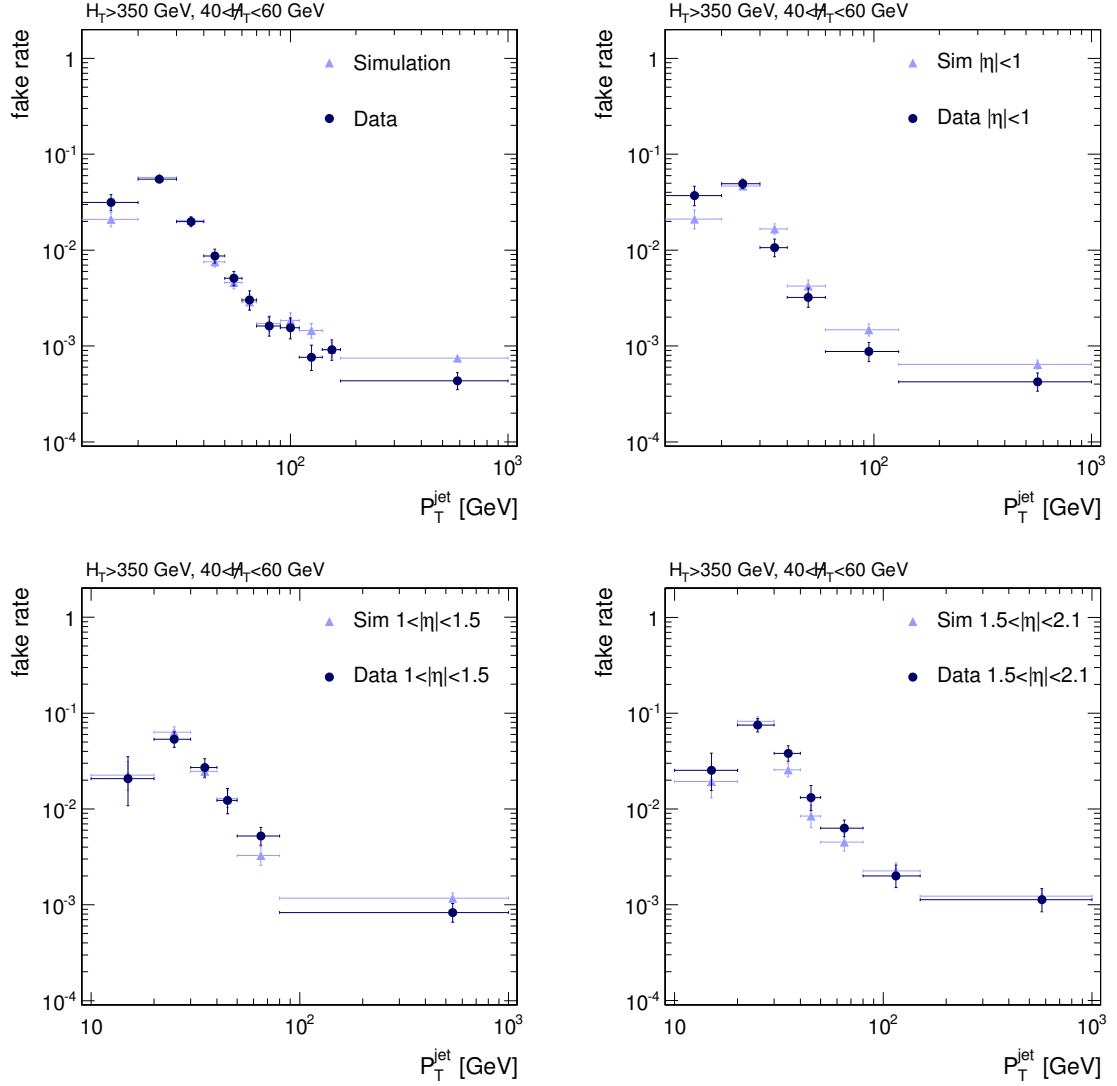 H_T>350 GeV, 40<H̸_T<60 GeV
fake rate
Simulation
Data
1
10^-1
10^-2
10^-3
10^-4
10^2
10^3
P_T^jet [GeV]
H_T>350 GeV, 40<H̸_T<60 GeV
fake rate
Sim |η|<1
Data |η|<1
1
10^-1
10^-2
10^-3
10^-4
10^2
10^3
P_T^jet [GeV]
H_T>350 GeV, 40<H̸_T<60 GeV
fake rate
Sim 1<|η|<1.5
Data 1<|η|<1.5
1
10^-1
10^-2
10^-3
10^-4
10
10^2
10^3
P_T^jet [GeV]
H_T>350 GeV, 40<H̸_T<60 GeV
fake rate
Sim 1.5<|η|<2.1
Data 1.5<|η|<2.1
1
10^-1
10^-2
10^-3
10^-4
10
10^2
10^3
P_T^jet [GeV]